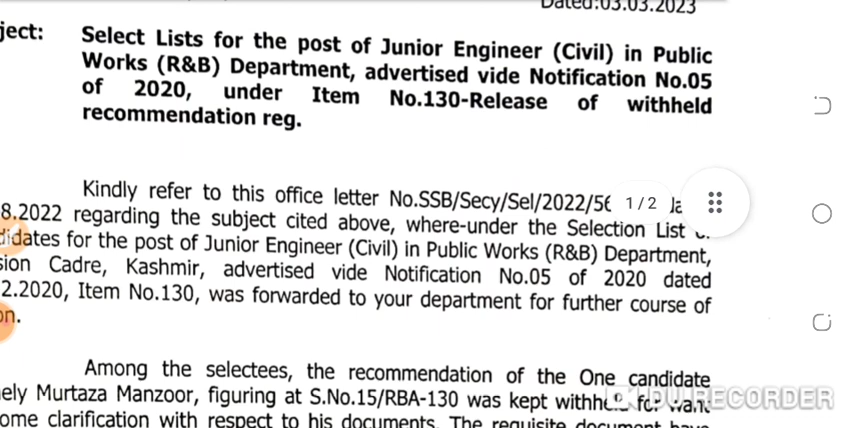 Dated:03.03.2023
ject: Select Lists for the post of Junior Engineer (Civil) in Public
Works (R&B) Department, advertised vide Notification No.05
of 2020, under Item No.130-Release of withheld
recommendation reg.
Kindly refer to this office letter No.SSB/Secy/Sel/2022/56
1/2
8.2022 regarding the subject cited above, where-under the Selection List
didates for the post of Junior Engineer (Civil) in Public Works (R&B) Department,
sion Cadre, Kashmir, advertised vide Notification No.05 of 2020 dated
2.2020, Item No.130, was forwarded to your department for further course of
on.
Among the selectees, the recommendation of the One candidate
ely Murtaza Manzoor, figuring at S.No.15/RBA-130 was kept withheld for want
ome clarification with respect to his documents. The requisite document have
DU RECORDER